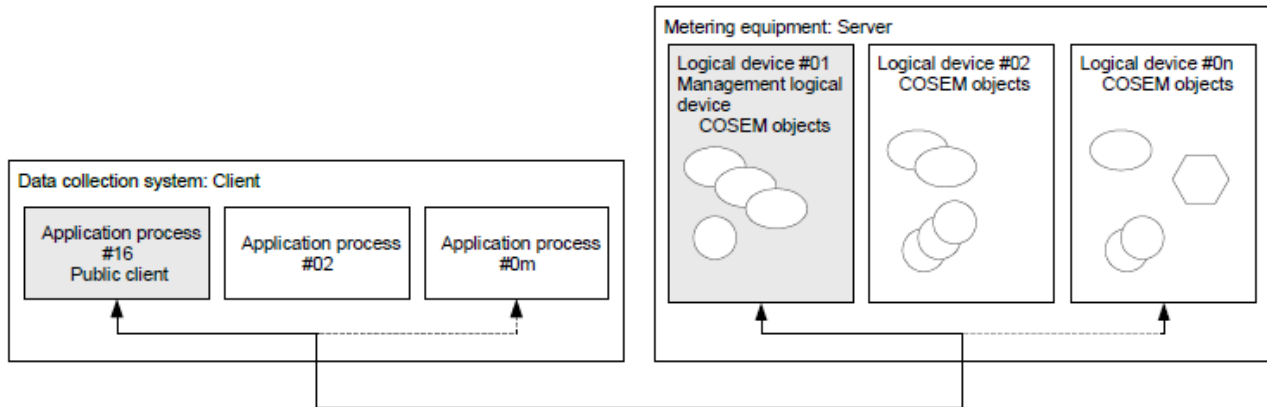 Metering equipment: Server
Logical device #01
Management logical
device
COSEM objects
Logical device #02
COSEM objects
Logical device #0n
COSEM objects
Data collection system: Client
Application process
#16
Public client
Application process
#02
Application process
#0m